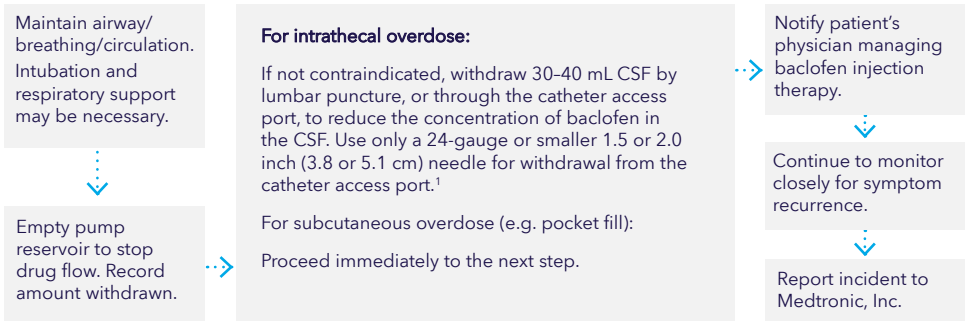 Maintain airway/
breathing/circulation.
Intubation and
respiratory support
may be necessary.
Empty pump
reservoir to stop
drug flow. Record
amount withdrawn.
For intrathecal overdose:
If not contraindicated, withdraw 30–40 mL CSF by
lumbar puncture, or through the catheter access
port, to reduce the concentration of baclofen in
the CSF. Use only a 24-gauge or smaller 1.5 or 2.0
inch (3.8 or 5.1 cm) needle for withdrawal from the
catheter access port.¹
For subcutaneous overdose (e.g. pocket fill):
Proceed immediately to the next step.
Notify patient’s
physician managing
baclofen injection
therapy.
Continue to monitor
closely for symptom
recurrence.
Report incident to
Medtronic, Inc.